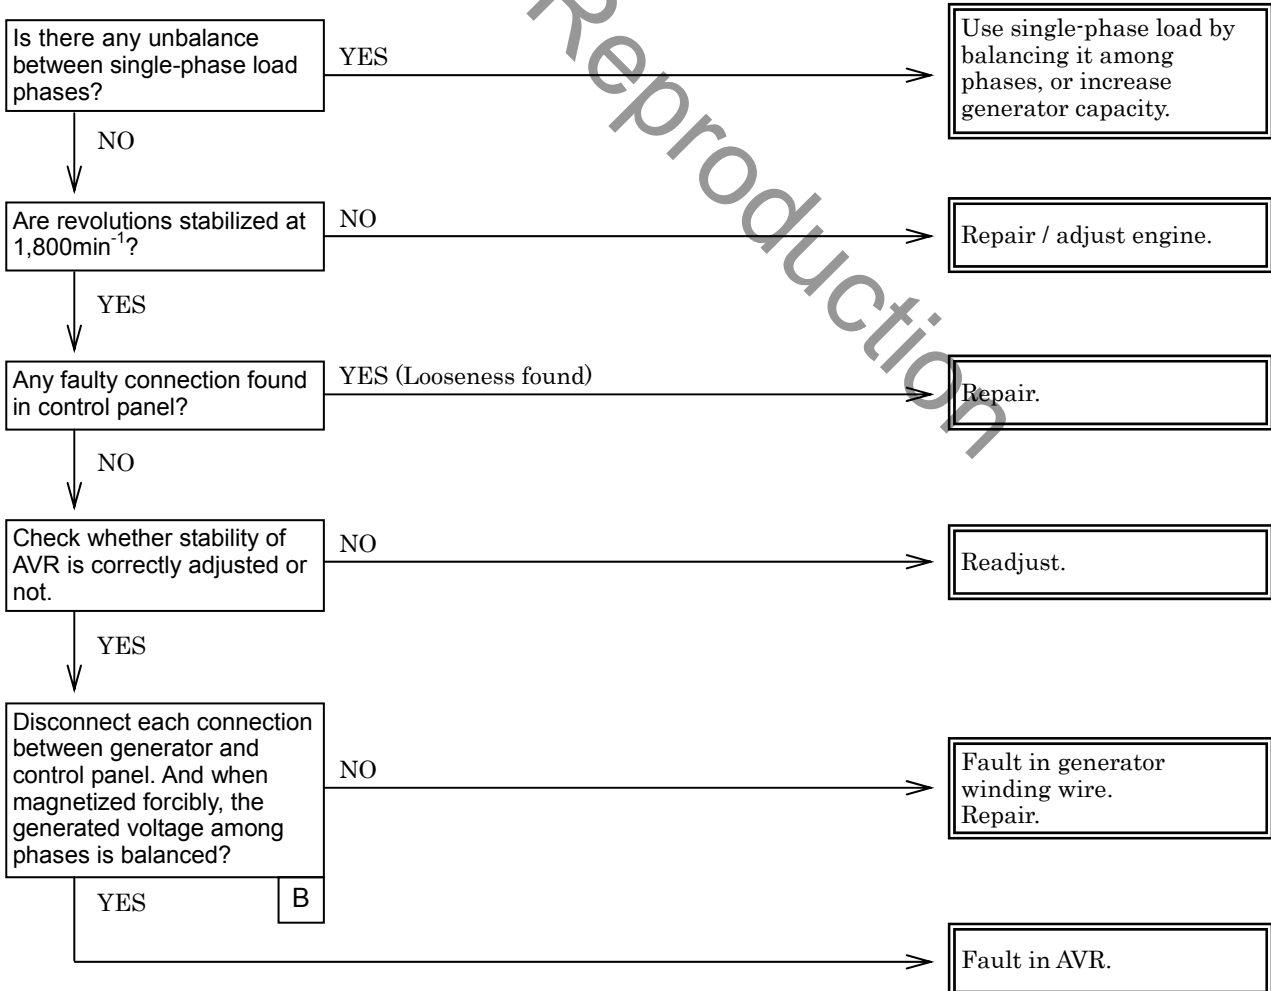 Is there any unbalance
between single-phase load
phases?
YES
Use single-phase load by
balancing it among
phases, or increase
generator capacity.
NO
Are revolutions stabilized at
1,800min⁻¹?
NO
Repair / adjust engine.
YES
Any faulty connection found
in control panel?
YES (Looseness found)
Repair.
NO
Check whether stability of
AVR is correctly adjusted or
not.
NO
Readjust.
YES
Disconnect each connection
between generator and
control panel. And when
magnetized forcibly, the
generated voltage among
phases is balanced?
NO
Fault in generator
winding wire.
Repair.
B
YES
Fault in AVR.
Reproduction